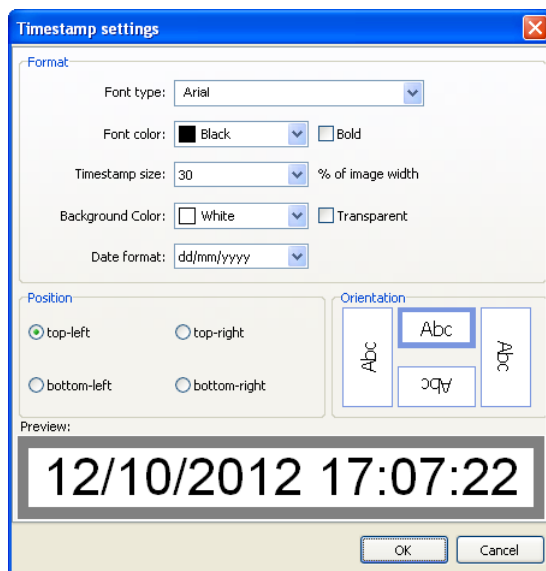 Timestamp settings
Format
Font type: Arial
Font color: Black Bold
Timestamp size: 30 % of image width
Background Color: White Transparent
Date format: dd/mm/yyyy
Position
top-left top-right
bottom-left bottom-right
Orientation
Abc Abc Abc
Abc
Preview:
12/10/2012 17:07:22
OK Cancel